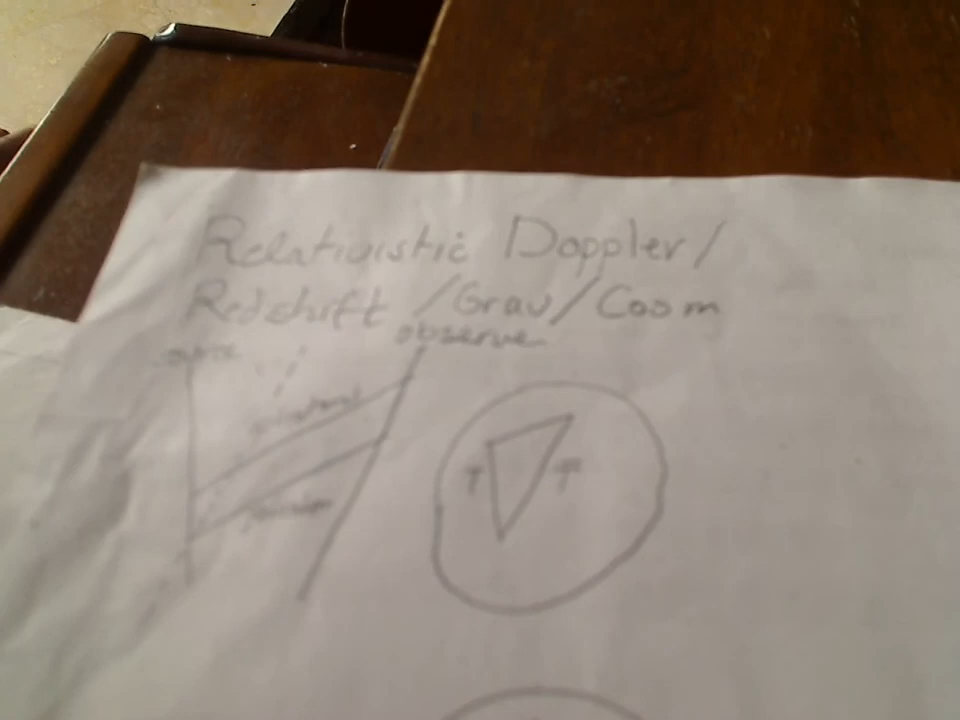 Relativistic Doppler/
Redshift /Grav/Cosm
observe
T T